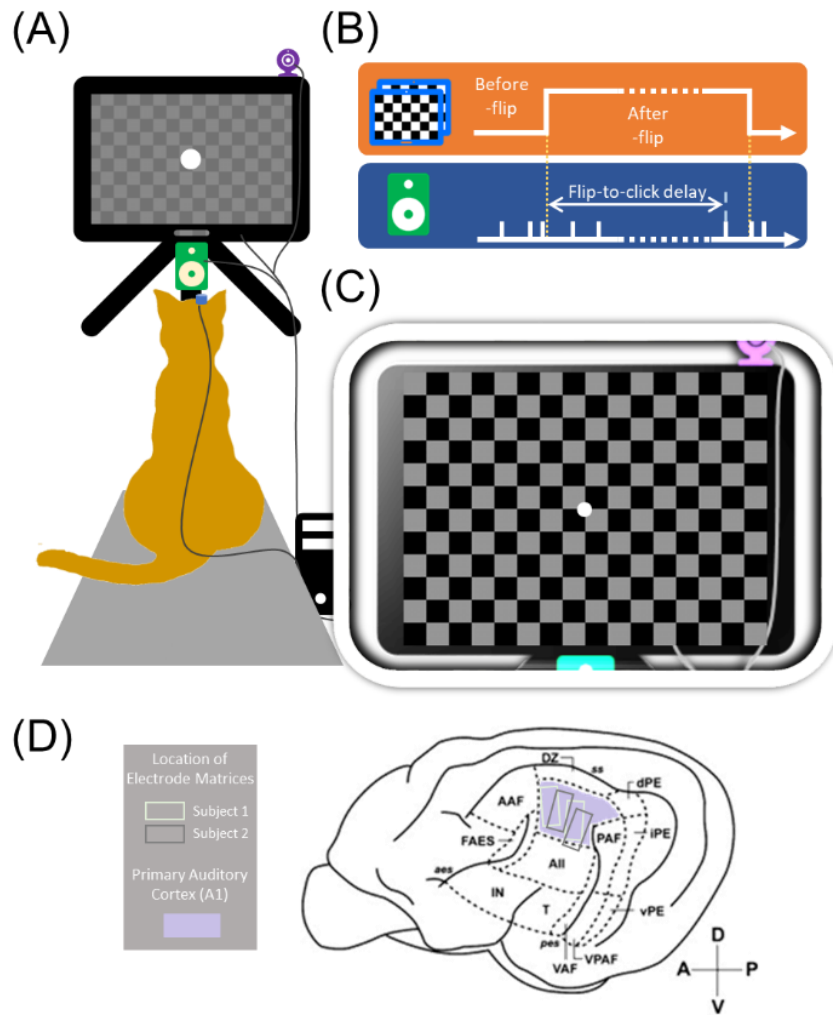 (A)
(B)
Before
-flip
After
-flip
Flip-to-click delay
(C)
(D)
Location of
Electrode Matrices
Subject 1
Subject 2
Primary Auditory
Cortex (A1)
DZ
ss
dPE
AAF
FAES
PAF
iPE
aes
AII
IN
T
vPE
pes
VPAF
VAF
D
A
P
V